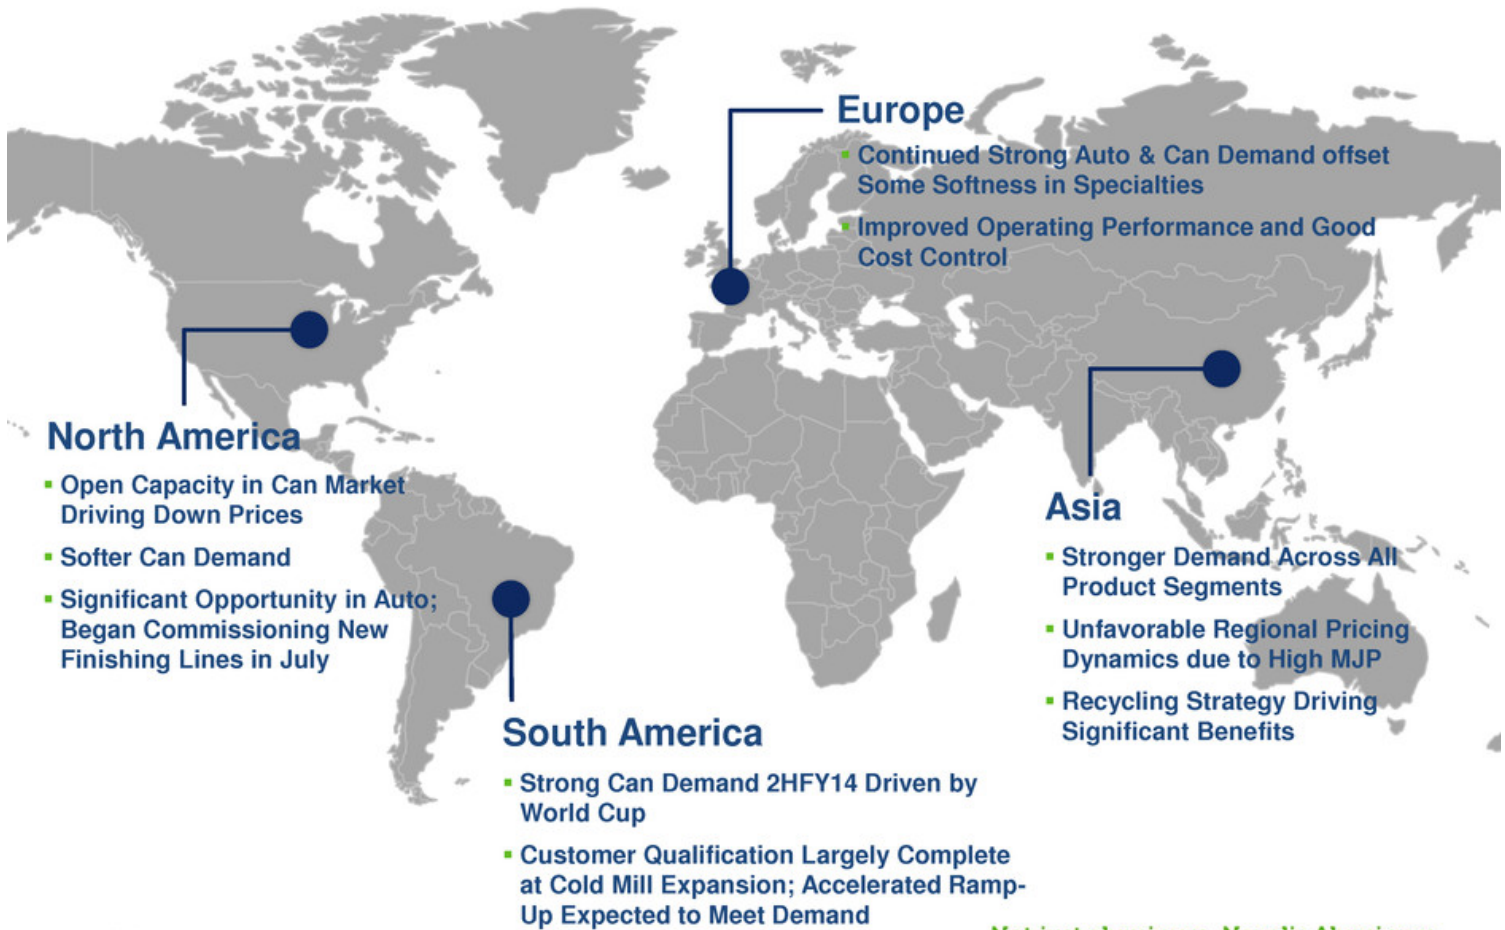 Europe
▪ Continued Strong Auto & Can Demand offset
Some Softness in Specialties
▪ Improved Operating Performance and Good
Cost Control
North America
▪ Open Capacity in Can Market
Driving Down Prices
▪ Softer Can Demand
▪ Significant Opportunity in Auto;
Began Commissioning New
Finishing Lines in July
Asia
▪ Stronger Demand Across All
Product Segments
▪ Unfavorable Regional Pricing
Dynamics due to High MJP
▪ Recycling Strategy Driving
Significant Benefits
South America
▪ Strong Can Demand 2HFY14 Driven by
World Cup
▪ Customer Qualification Largely Complete
at Cold Mill Expansion; Accelerated Ramp-
Up Expected to Meet Demand